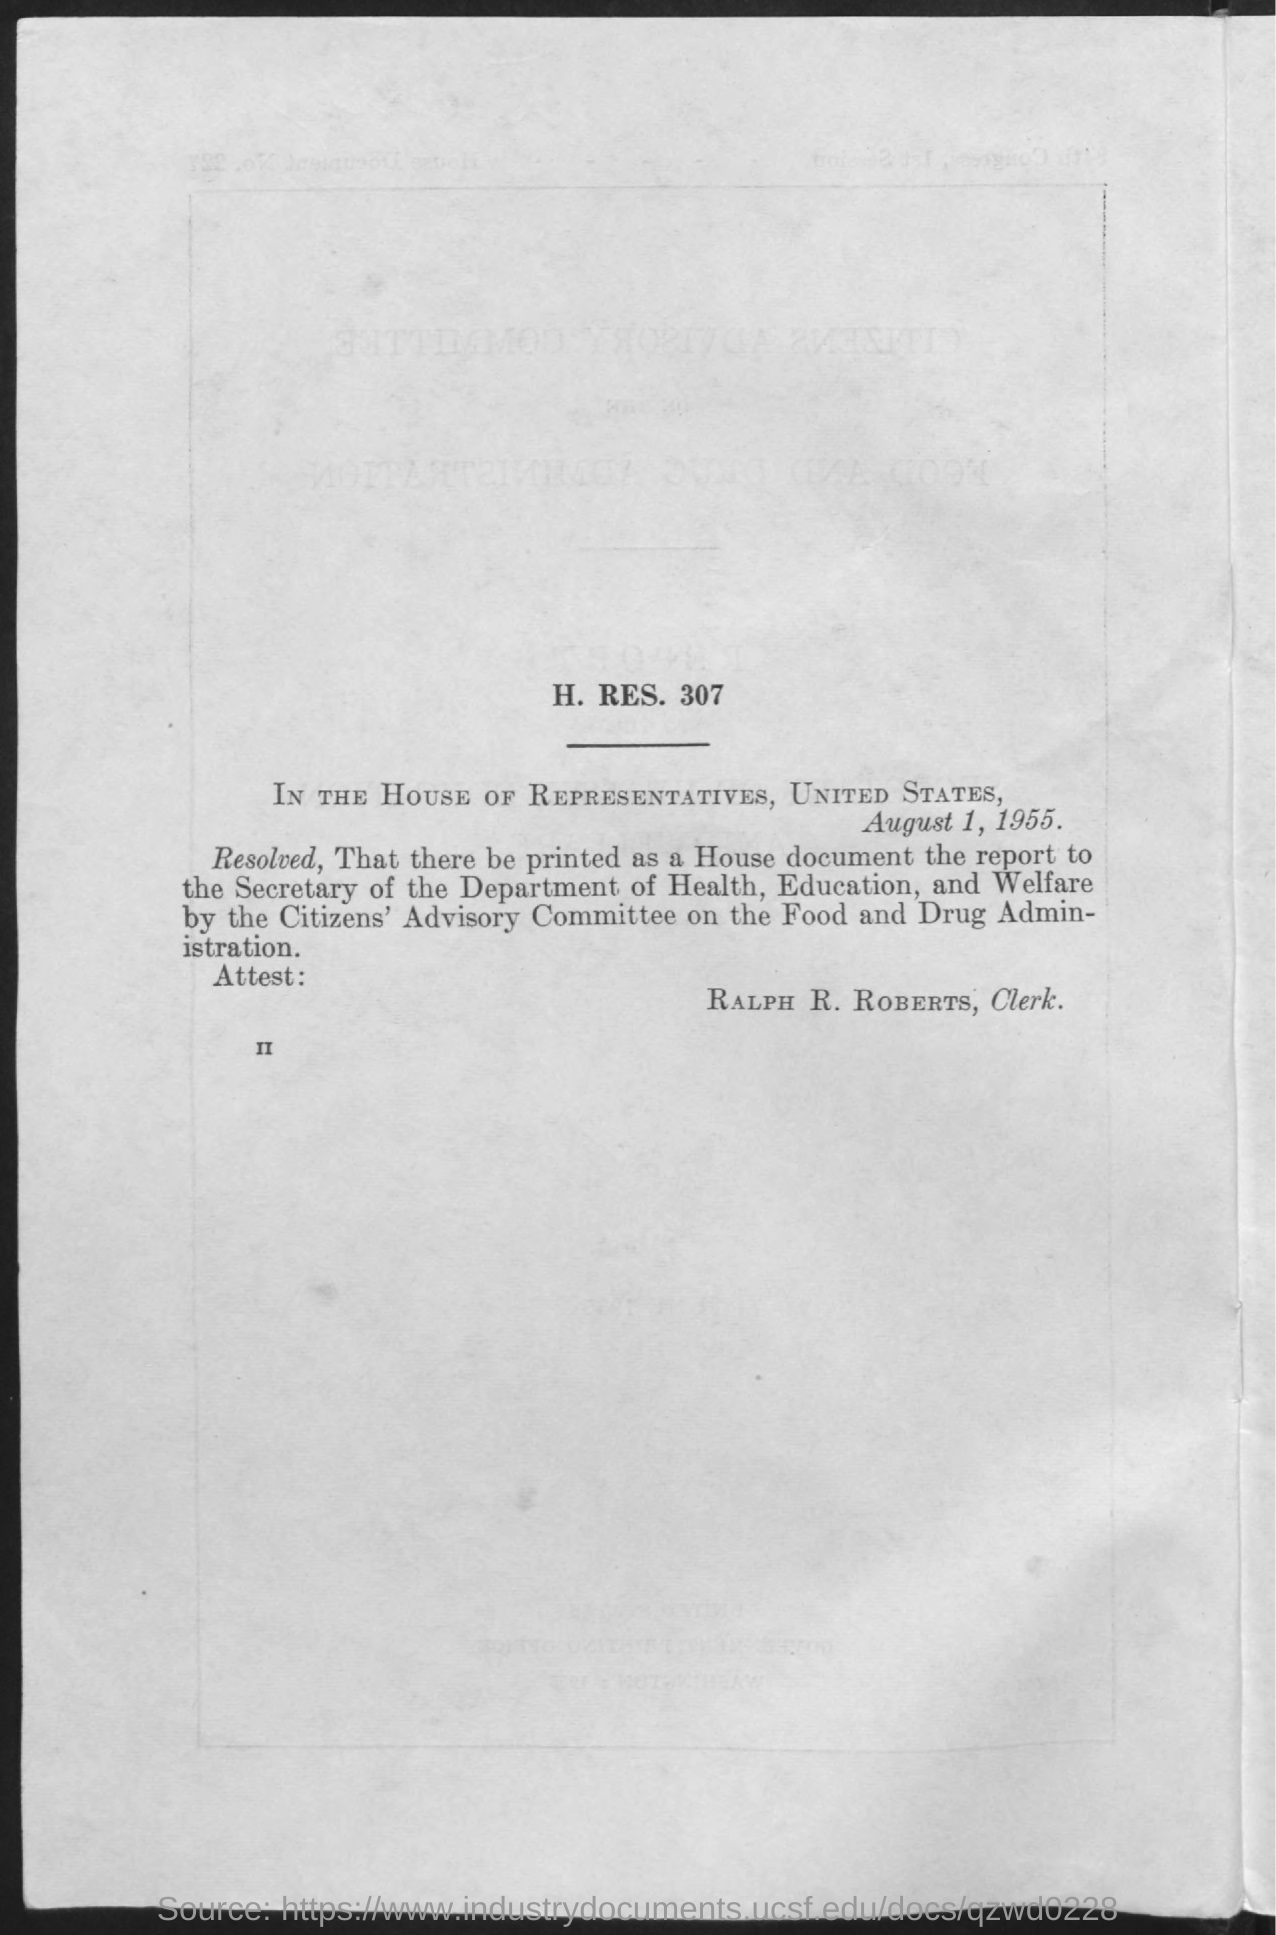 H. RES. 307
IN THE HOUSE OF REPRESENTATIVES, UNITED STATES,
August 1, 1955.
Resolved, That there be printed as a House document the report to
the Secretary of the Department of Health, Education, and Welfare
by the Citizens' Advisory Committee on the Food and Drug Admin-
istration.
Attest:
RALPH R. ROBERTS, Clerk.
II
Source: https://www.industrydocuments.ucsf.edu/docs/qzwd0228